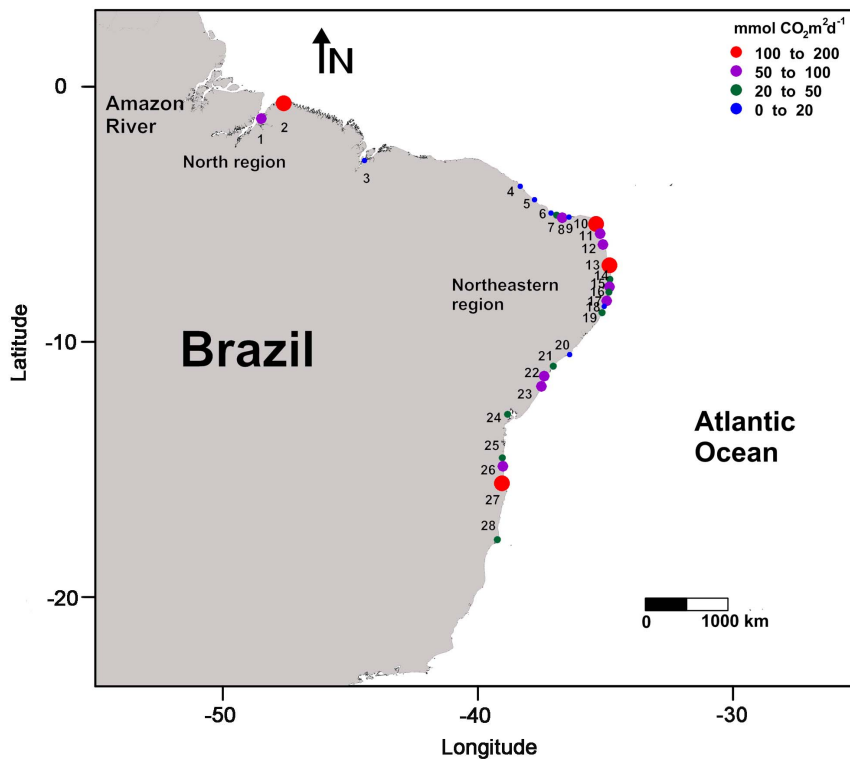 mmol CO₂m²d⁻¹
100 to 200
50 to 100
20 to 50
0 to 20
N
0
Amazon
River
1
2
North region
3
4
5
6
7
8
9
10
11
12
13
14
15
16
17
18
19
Northeastern
region
Latitude
-10
Brazil
20
21
22
23
24
Atlantic
Ocean
25
26
27
28
-20
0
1000 km
-50
-40
-30
Longitude